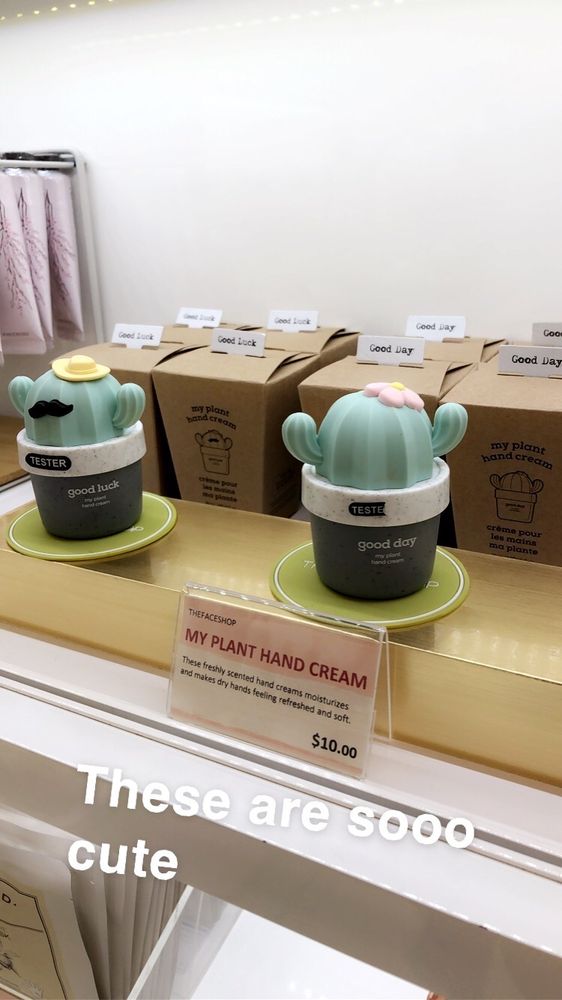 Good Luck
Good Luck
Good Day
Good Luck
Good Luck
Good Day
Good Day
my plant
hand cream
crème pour
les mains
ma plante
my plant
hand cream
crème pour
les mains
ma plante
TESTER
good luck
my plant
hand cream
TESTE
good day
my plant
hand cream
THEFACESHOP
MY PLANT HAND CREAM
These freshly scented hand creams moisturizes
and makes dry hands feeling refreshed and soft.
$10.00
These are sooo
cute